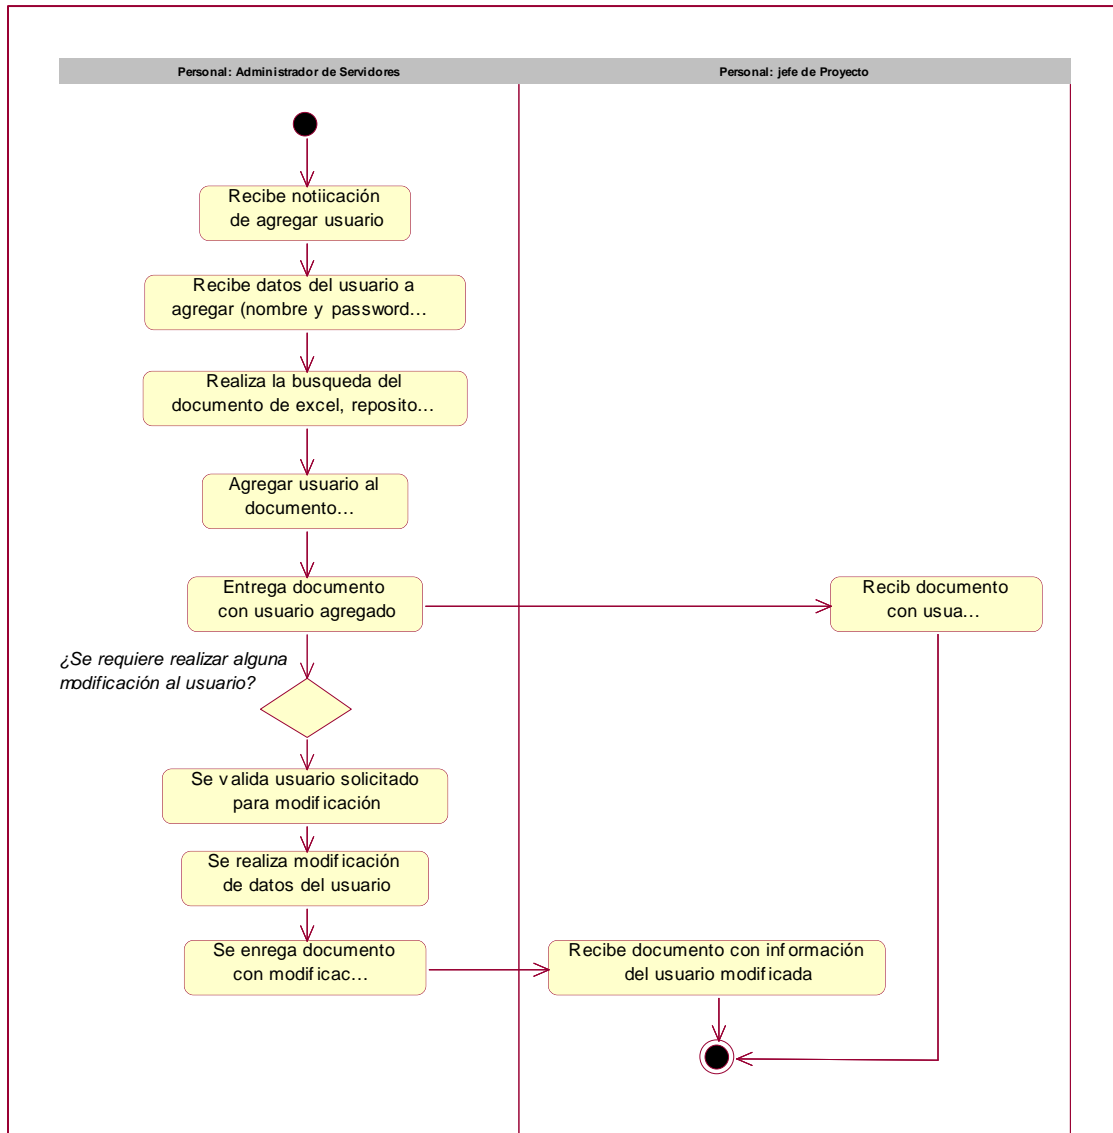 Personal: Administrador de Servidores
Personal: jefe de Proyecto
Recibe notiicación
de agregar usuario
Recibe datos del usuario a
agregar (nombre y password...
Realiza la busqueda del
documento de excel, reposito...
Agregar usuario al
documento...
Entrega documento
con usuario agregado
Recib documento
con usua...
¿Se requiere realizar alguna
modificación al usuario?
Se valida usuario solicitado
para modificación
Se realiza modificación
de datos del usuario
Se enrega documento
con modificac...
Recibe documento con información
del usuario modificada